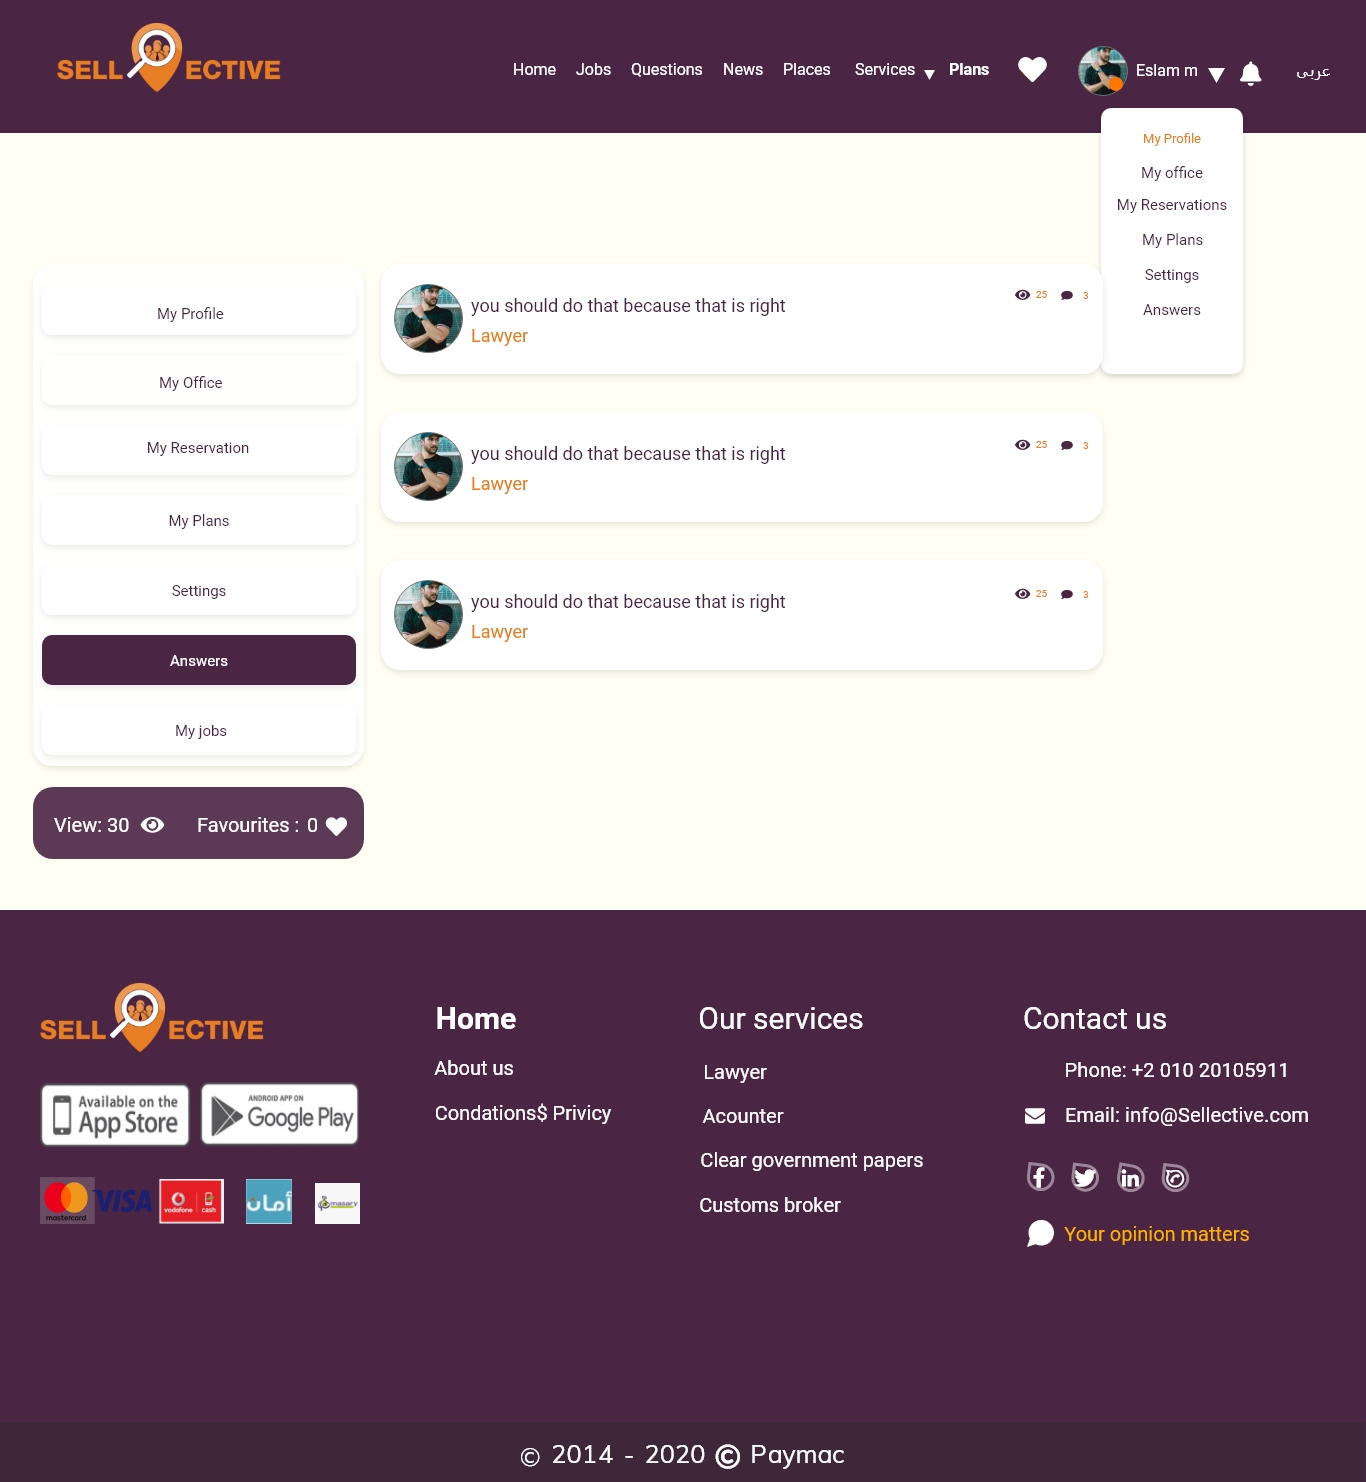 SELL ECTIVE
Home Jobs Questions News Places Services Plans Eslam m عربى
My Profile
My office
My Reservations
My Plans
Settings
Answers
My Profile
My Office
My Reservation
My Plans
Settings
Answers
My jobs
View: 30 Favourites : 0
you should do that because that is right 25 3
Lawyer
you should do that because that is right 25 3
Lawyer
you should do that because that is right 25 3
Lawyer
SELL ECTIVE
Available on the
App Store
ANDROID APP ON
Google Play
mastercard VISA vodafone cash أمان masary
Home
About us
Condations$ Privicy
Our services
Lawyer
Acounter
Clear government papers
Customs broker
Contact us
Phone: +2 010 20105911
Email: info@Sellective.com
Your opinion matters
© 2014 - 2020 © Paymac